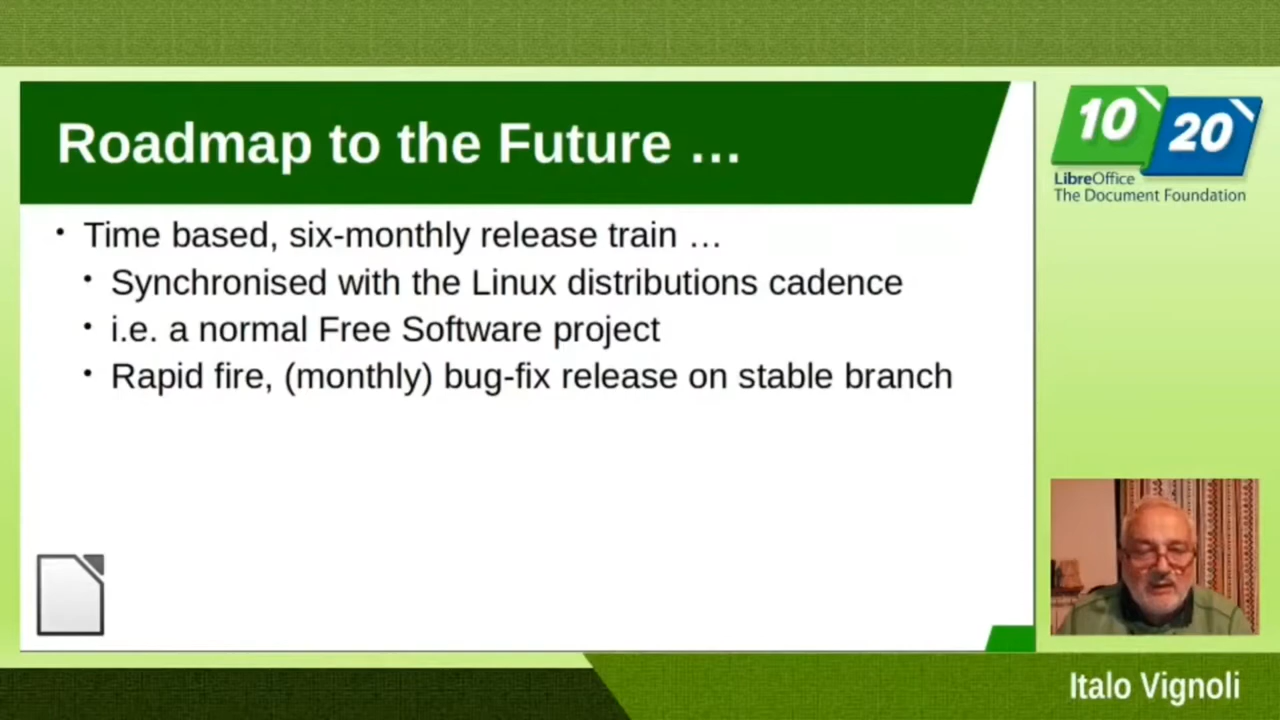 Roadmap to the Future …
• Time based, six-monthly release train …
• Synchronised with the Linux distributions cadence
• i.e. a normal Free Software project
• Rapid fire, (monthly) bug-fix release on stable branch
10
20
LibreOffice
The Document Foundation
Italo Vignoli